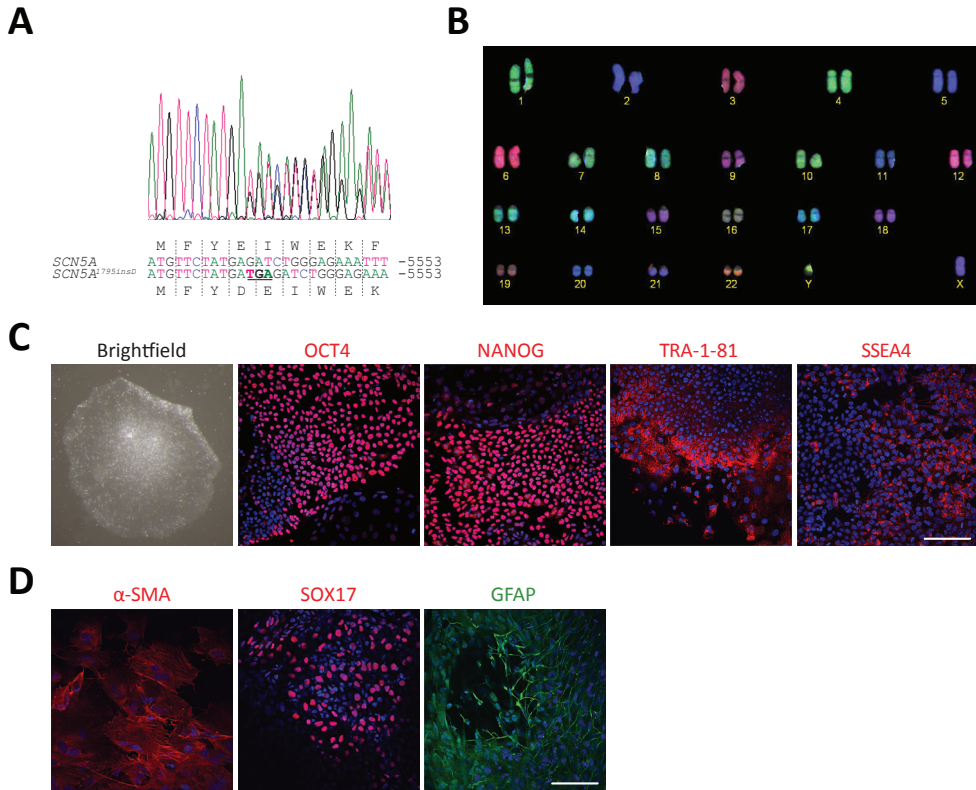 A
M F Y E I W E K F
SCN5A ATGTTCTATGAGATCTGGGAGAAATTT -5553
SCN5A1795insD ATGTTCTATGATGAGATCTGGGAGAAA -5553
M F Y D E I W E K
B
1 2 3 4 5
6 7 8 9 10 11 12
13 14 15 16 17 18
19 20 21 22 Y X
C
Brightfield OCT4 NANOG TRA-1-81 SSEA4
D
α-SMA SOX17 GFAP